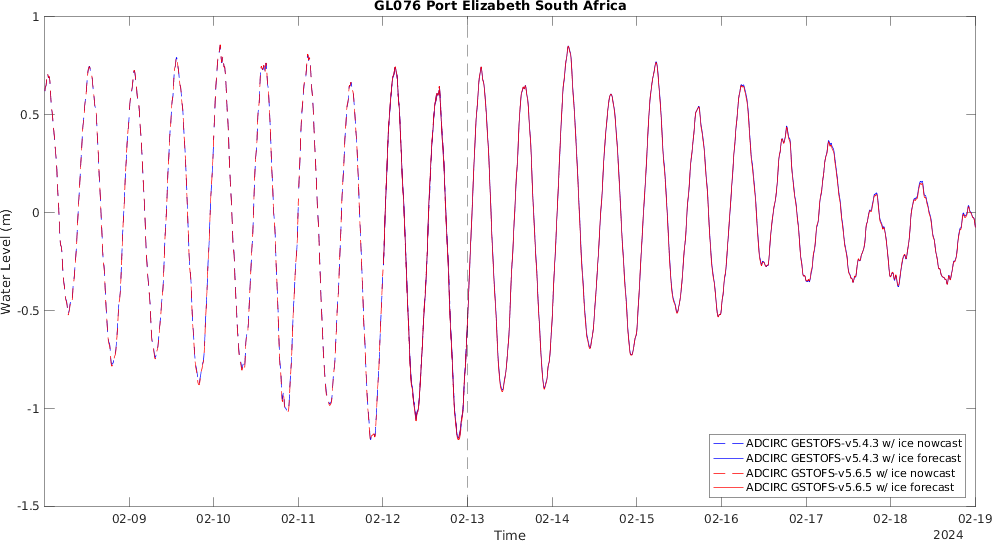 GL076 Port Elizabeth South Africa
Water Level (m)
1
0.5
0
-0.5
-1
-1.5
ADCIRC GESTOFS-v5.4.3 w/ ice nowcast
ADCIRC GESTOFS-v5.4.3 w/ ice forecast
ADCIRC GSTOFS-v5.6.5 w/ ice nowcast
ADCIRC GSTOFS-v5.6.5 w/ ice forecast
02-09 02-10 02-11 02-12 02-13 02-14 02-15 02-16 02-17 02-18 02-19
Time
2024